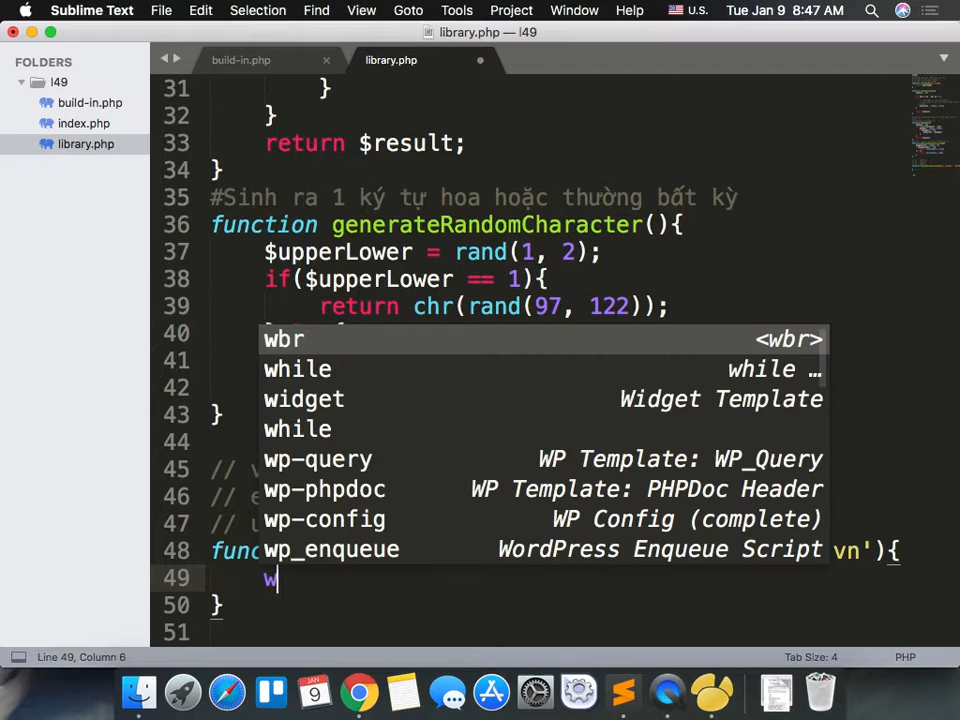 Sublime Text File Edit Selection Find View Goto Tools Project Window Help U.S. Tue Jan 9 8:47 AM
library.php — l49
FOLDERS
l49
build-in.php
index.php
library.php
build-in.php
library.php
31 }
32 }
33 return $result;
34 }
35 #Sinh ra 1 ký tự hoa hoặc thường bất kỳ
36 function generateRandomCharacter(){
37 $upperLower = rand(1, 2);
38 if($upperLower == 1){
39 return chr(rand(97, 122));
40
wbr <wbr>
41
while while …
42
widget Widget Template
43 }
while
44
wp-query WP Template: WP_Query
45 // v
wp-phpdoc WP Template: PHPDoc Header
46 // e
wp-config WP Config (complete)
47 // u
wp_enqueue WordPress Enqueue Script
48 func vn'){
49 w
50 }
51
Line 49, Column 6 Tab Size: 4 PHP
JAN
9